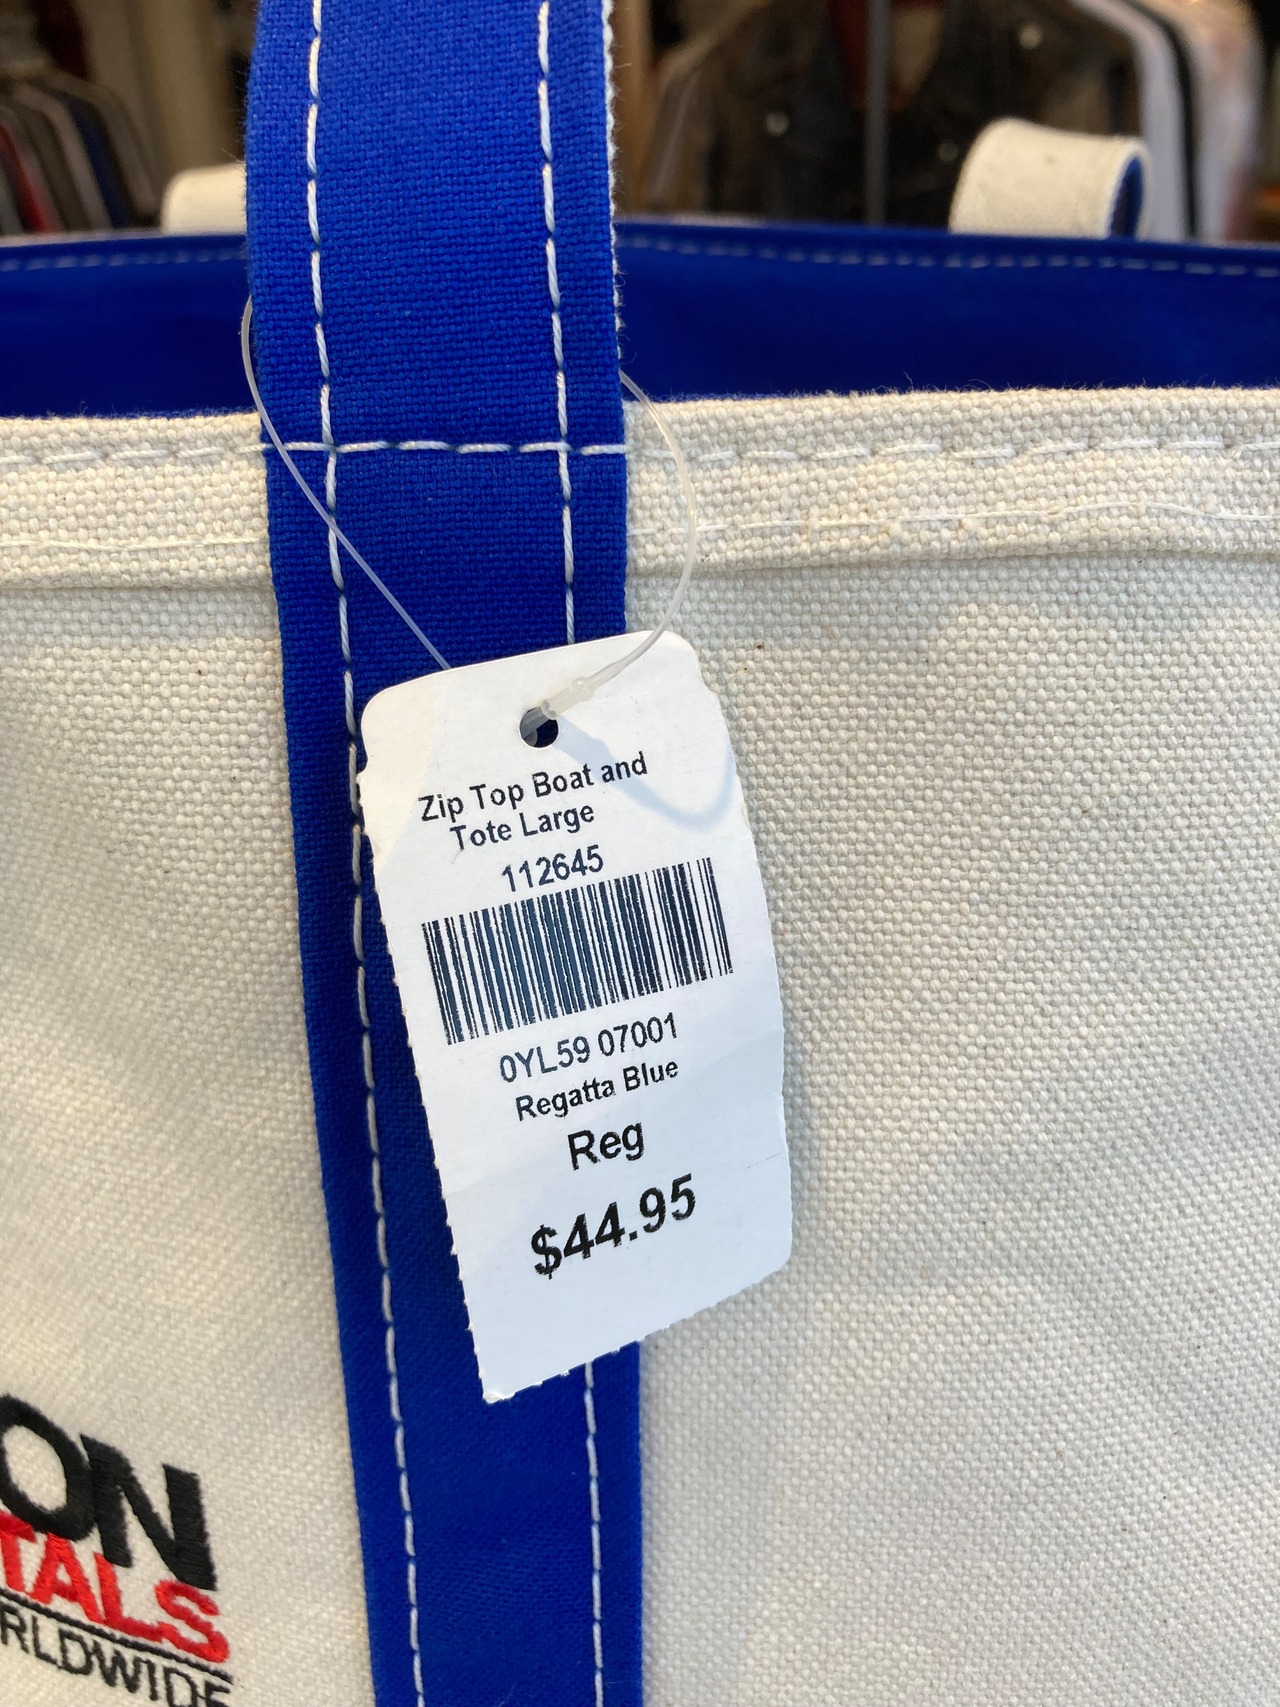 Zip Top Boat and
Tote Large
112645
0YL59 07001
Regatta Blue
Reg
$44.95
ON
TALS
RLDWIDE